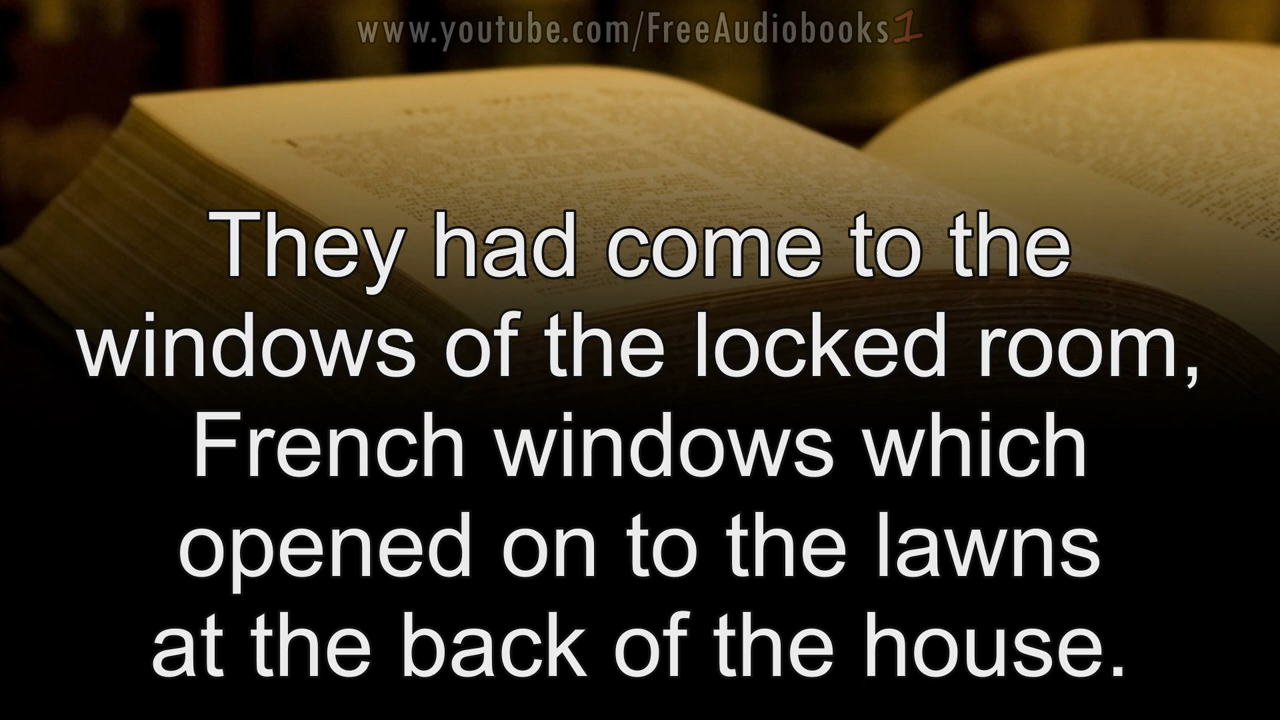 www.youtube.com/FreeAudiobooks1
They had come to the
windows of the locked room,
French windows which
opened on to the lawns
at the back of the house.